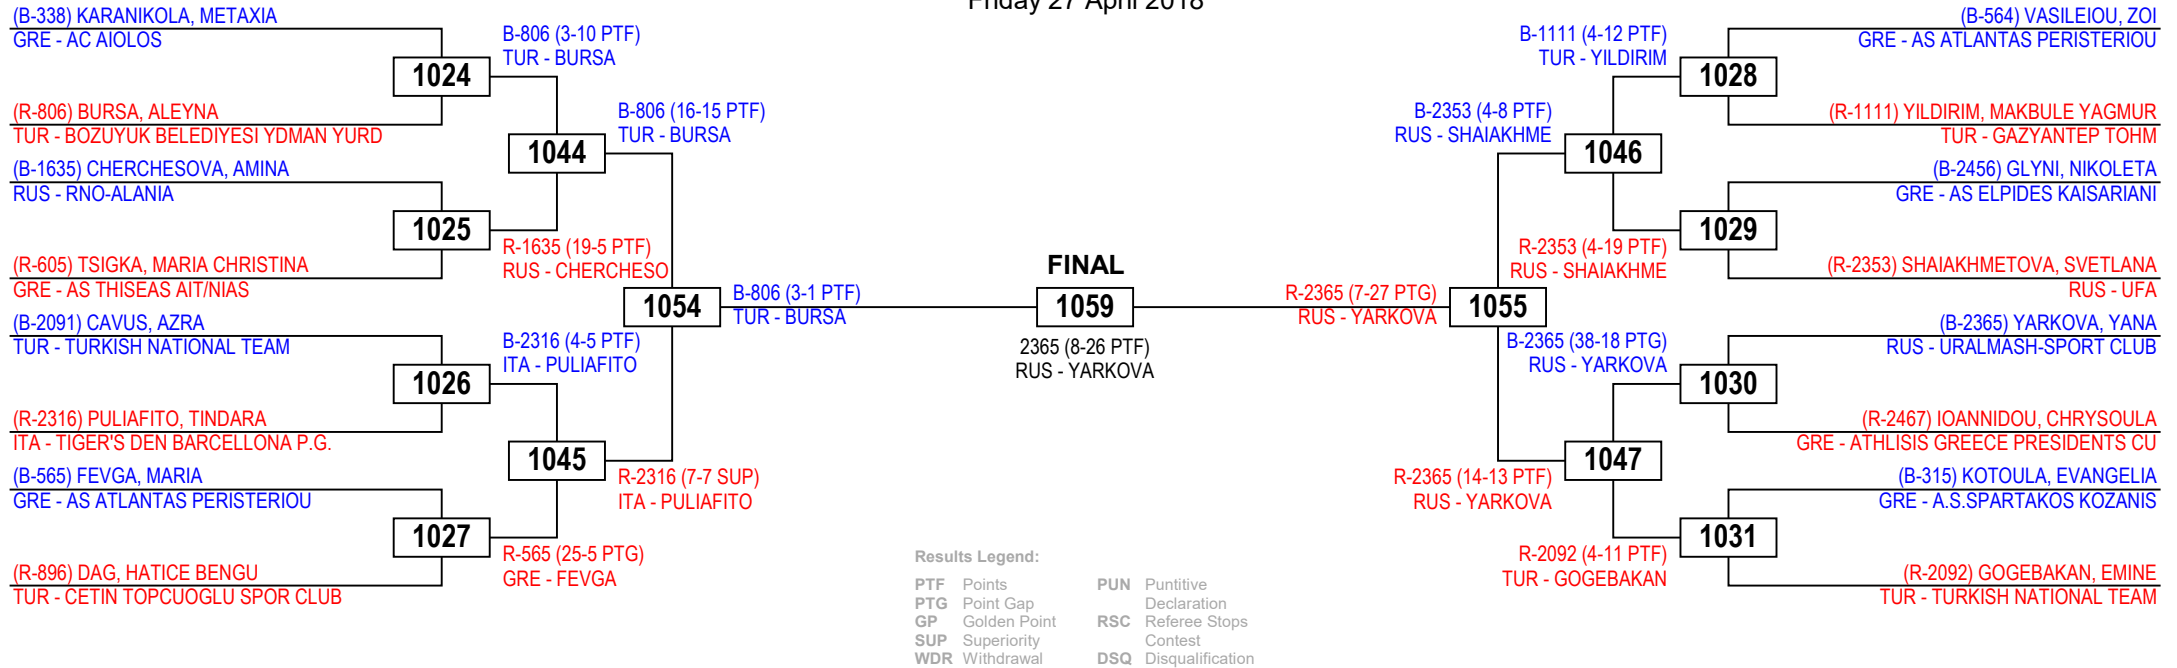 Friday 27 April 2018
(B-338) KARANIKOLA, METAXIA
GRE - AC AIOLOS
1024
(R-806) BURSA, ALEYNA
TUR - BOZUYUK BELEDIYESI YDMAN YURD
B-806 (3-10 PTF)
TUR - BURSA
(B-1635) CHERCHESOVA, AMINA
RUS - RNO-ALANIA
1025
(R-605) TSIGKA, MARIA CHRISTINA
GRE - AS THISEAS AIT/NIAS
R-1635 (19-5 PTF)
RUS - CHERCHESO
1044
B-806 (16-15 PTF)
TUR - BURSA
(B-2091) CAVUS, AZRA
TUR - TURKISH NATIONAL TEAM
1026
(R-2316) PULIAFITO, TINDARA
ITA - TIGER'S DEN BARCELLONA P.G.
B-2316 (4-5 PTF)
ITA - PULIAFITO
(B-565) FEVGA, MARIA
GRE - AS ATLANTAS PERISTERIOU
1027
(R-896) DAG, HATICE BENGU
TUR - CETIN TOPCUOGLU SPOR CLUB
R-565 (25-5 PTG)
GRE - FEVGA
1045
R-2316 (7-7 SUP)
ITA - PULIAFITO
1054
B-806 (3-1 PTF)
TUR - BURSA
FINAL
1059
2365 (8-26 PTF)
RUS - YARKOVA
R-2365 (7-27 PTG)
RUS - YARKOVA
1055
B-2353 (4-8 PTF)
RUS - SHAIAKHME
1046
B-1111 (4-12 PTF)
TUR - YILDIRIM
1028
(B-564) VASILEIOU, ZOI
GRE - AS ATLANTAS PERISTERIOU
(R-1111) YILDIRIM, MAKBULE YAGMUR
TUR - GAZYANTEP TOHM
R-2353 (4-19 PTF)
RUS - SHAIAKHME
1029
(B-2456) GLYNI, NIKOLETA
GRE - AS ELPIDES KAISARIANI
(R-2353) SHAIAKHMETOVA, SVETLANA
RUS - UFA
R-2365 (14-13 PTF)
RUS - YARKOVA
1047
B-2365 (38-18 PTG)
RUS - YARKOVA
1030
(B-2365) YARKOVA, YANA
RUS - URALMASH-SPORT CLUB
(R-2467) IOANNIDOU, CHRYSOULA
GRE - ATHLISIS GREECE PRESIDENTS CU
R-2092 (4-11 PTF)
TUR - GOGEBAKAN
1031
(B-315) KOTOULA, EVANGELIA
GRE - A.S.SPARTAKOS KOZANIS
(R-2092) GOGEBAKAN, EMINE
TUR - TURKISH NATIONAL TEAM
Results Legend:
PTF Points
PTG Point Gap
GP Golden Point
SUP Superiority
WDR Withdrawal
PUN Puntitive
Declaration
RSC Referee Stops
Contest
DSQ Disqualification